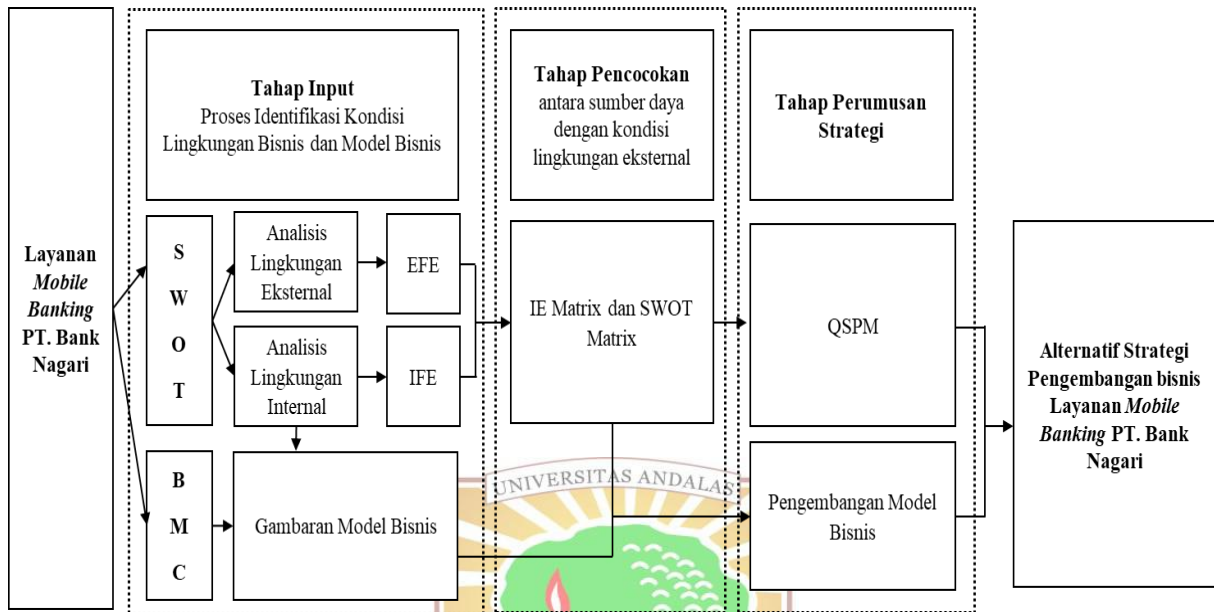 Layanan
Mobile
Banking
PT. Bank
Nagari
Tahap Input
Proses Identifikasi Kondisi
Lingkungan Bisnis dan Model Bisnis
S
W
O
T
Analisis
Lingkungan
Eksternal
EFE
Analisis
Lingkungan
Internal
IFE
B
M
C
Gambaran Model Bisnis
Tahap Pencocokan
antara sumber daya
dengan kondisi
lingkungan eksternal
IE Matrix dan SWOT
Matrix
Tahap Perumusan
Strategi
QSPM
Pengembangan Model
Bisnis
Alternatif Strategi
Pengembangan bisnis
Layanan Mobile
Banking PT. Bank
Nagari
UNIVERSITAS ANDALAS